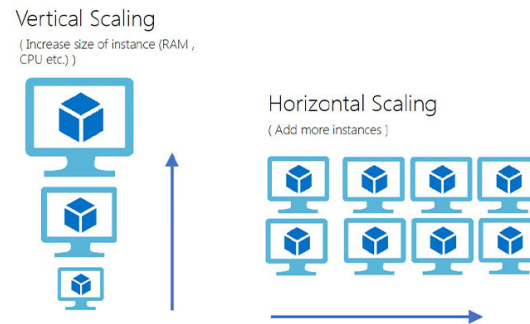 Vertical Scaling
( Increase size of instance (RAM ,
CPU etc.) )
Horizontal Scaling
( Add more instances )